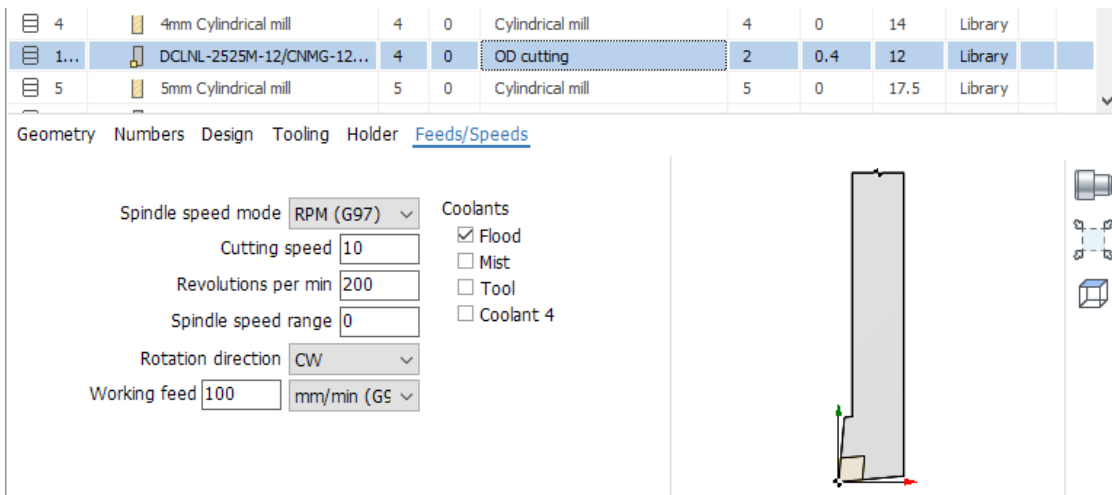 4 4mm Cylindrical mill 4 0 Cylindrical mill 4 0 14 Library
1... DCLNL-2525M-12/CNMG-12... 4 0 OD cutting 2 0.4 12 Library
5 5mm Cylindrical mill 5 0 Cylindrical mill 5 0 17.5 Library
Geometry Numbers Design Tooling Holder Feeds/Speeds
Spindle speed mode RPM (G97)
Cutting speed 10
Revolutions per min 200
Spindle speed range 0
Rotation direction CW
Working feed 100 mm/min (G9
Coolants
Flood
Mist
Tool
Coolant 4